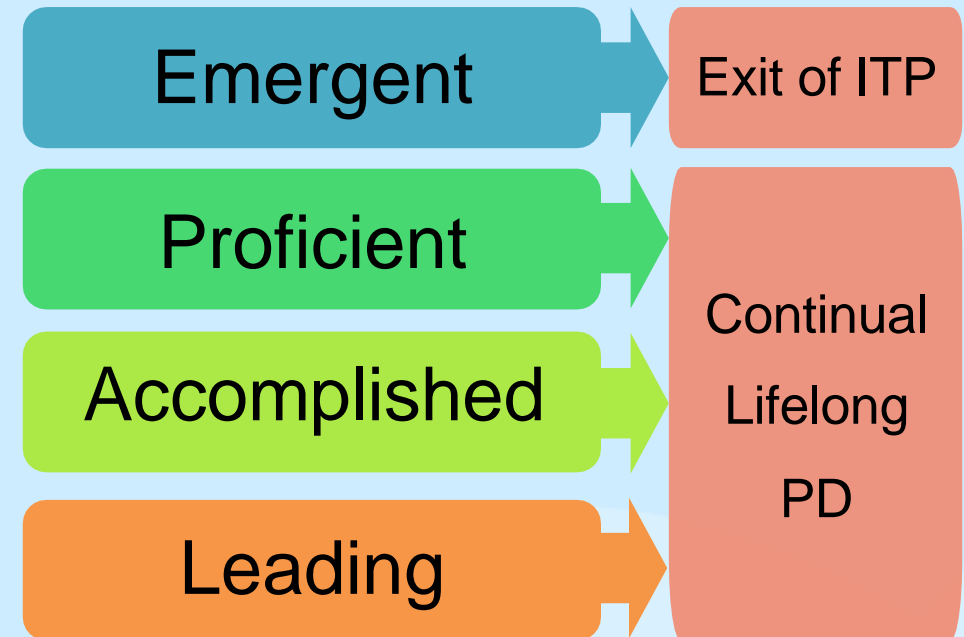 Emergent
Exit of ITP
Proficient
Accomplished
Leading
Continual
Lifelong
PD